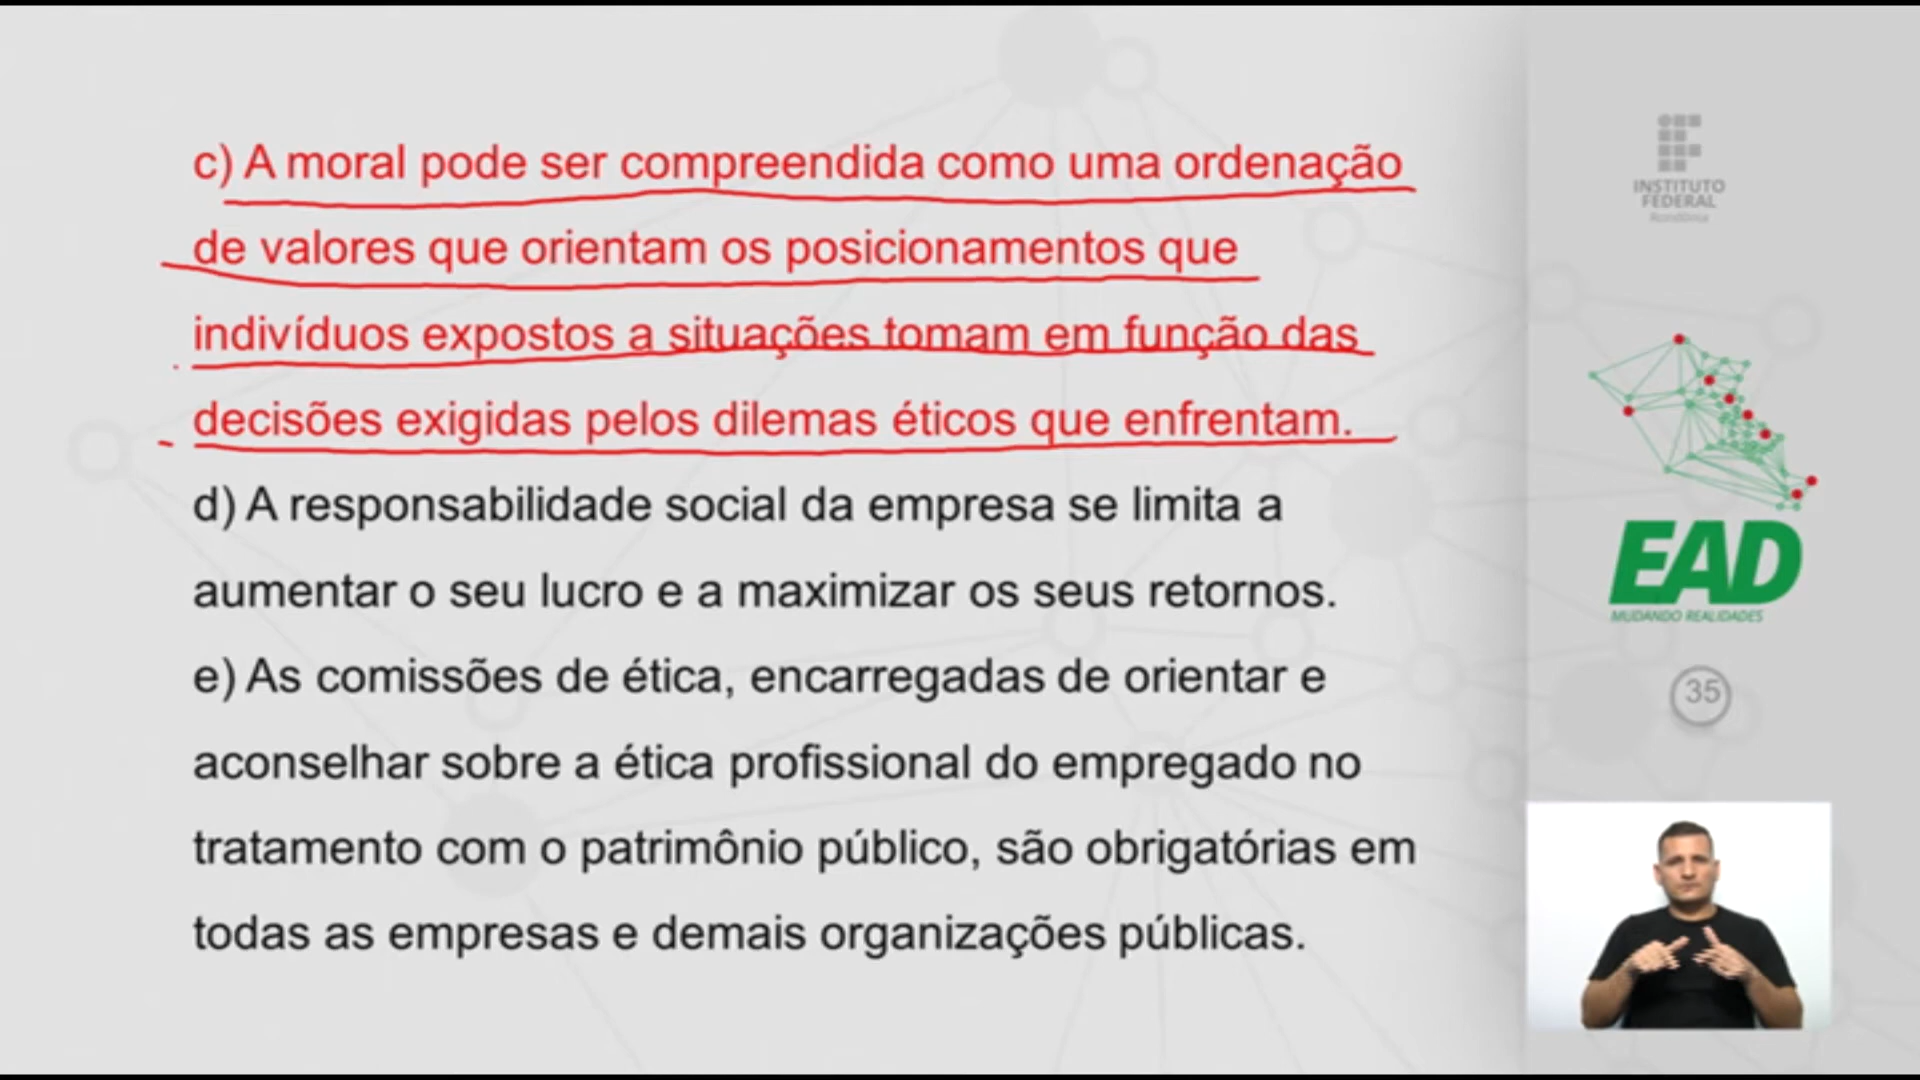 c) A moral pode ser compreendida como uma ordenação
de valores que orientam os posicionamentos que
indivíduos expostos a situações tomam em função das
decisões exigidas pelos dilemas éticos que enfrentam.
d) A responsabilidade social da empresa se limita a
aumentar o seu lucro e a maximizar os seus retornos.
e) As comissões de ética, encarregadas de orientar e
aconselhar sobre a ética profissional do empregado no
tratamento com o patrimônio público, são obrigatórias em
todas as empresas e demais organizações públicas.
INSTITUTO
FEDERAL
Rondônia
EAD
MUDANDO REALIDADES
35